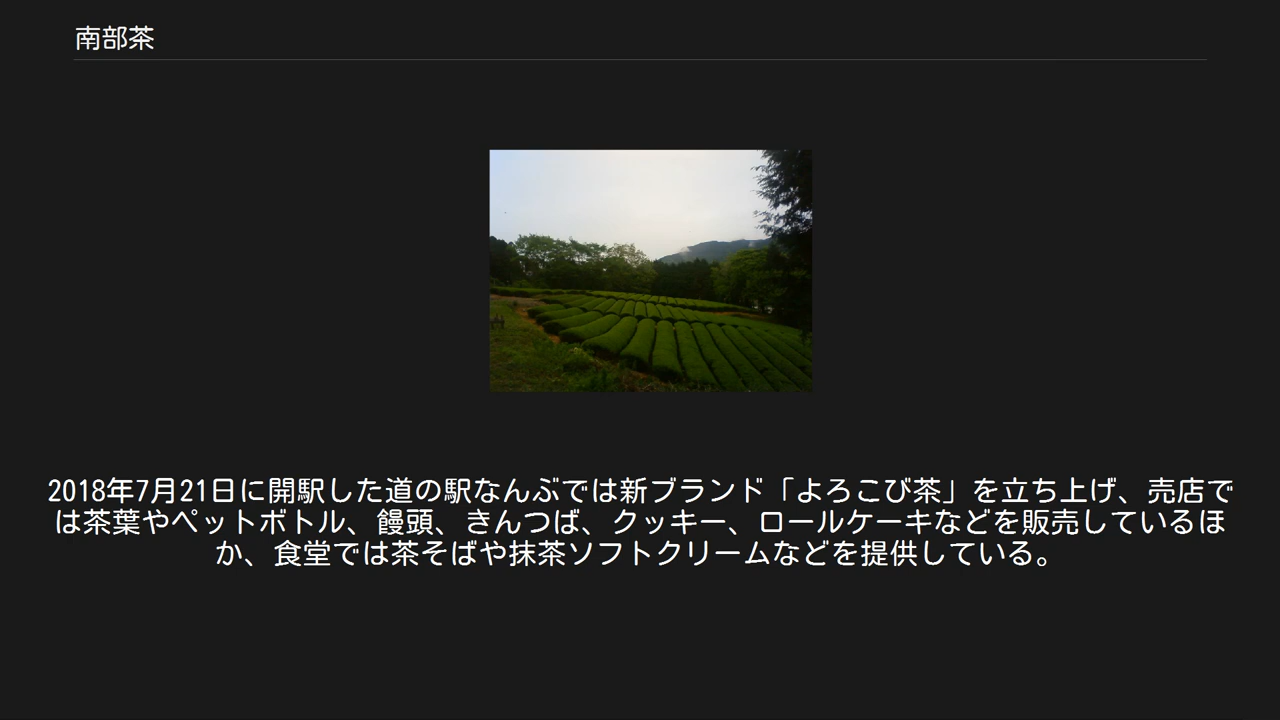 南部茶
2018年7月21日に開駅した道の駅なんぶでは新ブランド「よろこび茶」を立ち上げ、売店で
は茶葉やペットボトル、饅頭、きんつば、クッキー、ロールケーキなどを販売しているほ
か、食堂では茶そばや抹茶ソフトクリームなどを提供している。